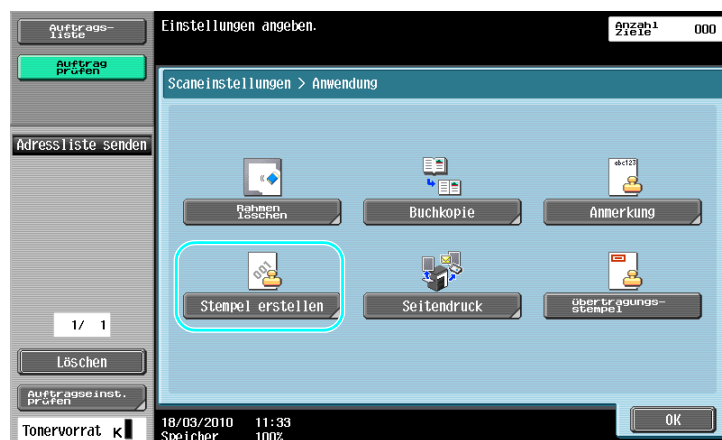 Auftrags-
liste
Einstellungen angeben.
Anzahl
Ziele
000
Auftrag
prüfen
Scaneinstellungen > Anwendung
Adressliste senden
abc123
Rahmen
löschen
Buchkopie
Anmerkung
001
Stempel erstellen
Seitendruck
Übertragungs-
stempel
1/ 1
Löschen
Auftragseinst.
prüfen
Tonervorrat K
18/03/2010 11:33
Speicher 100%
OK